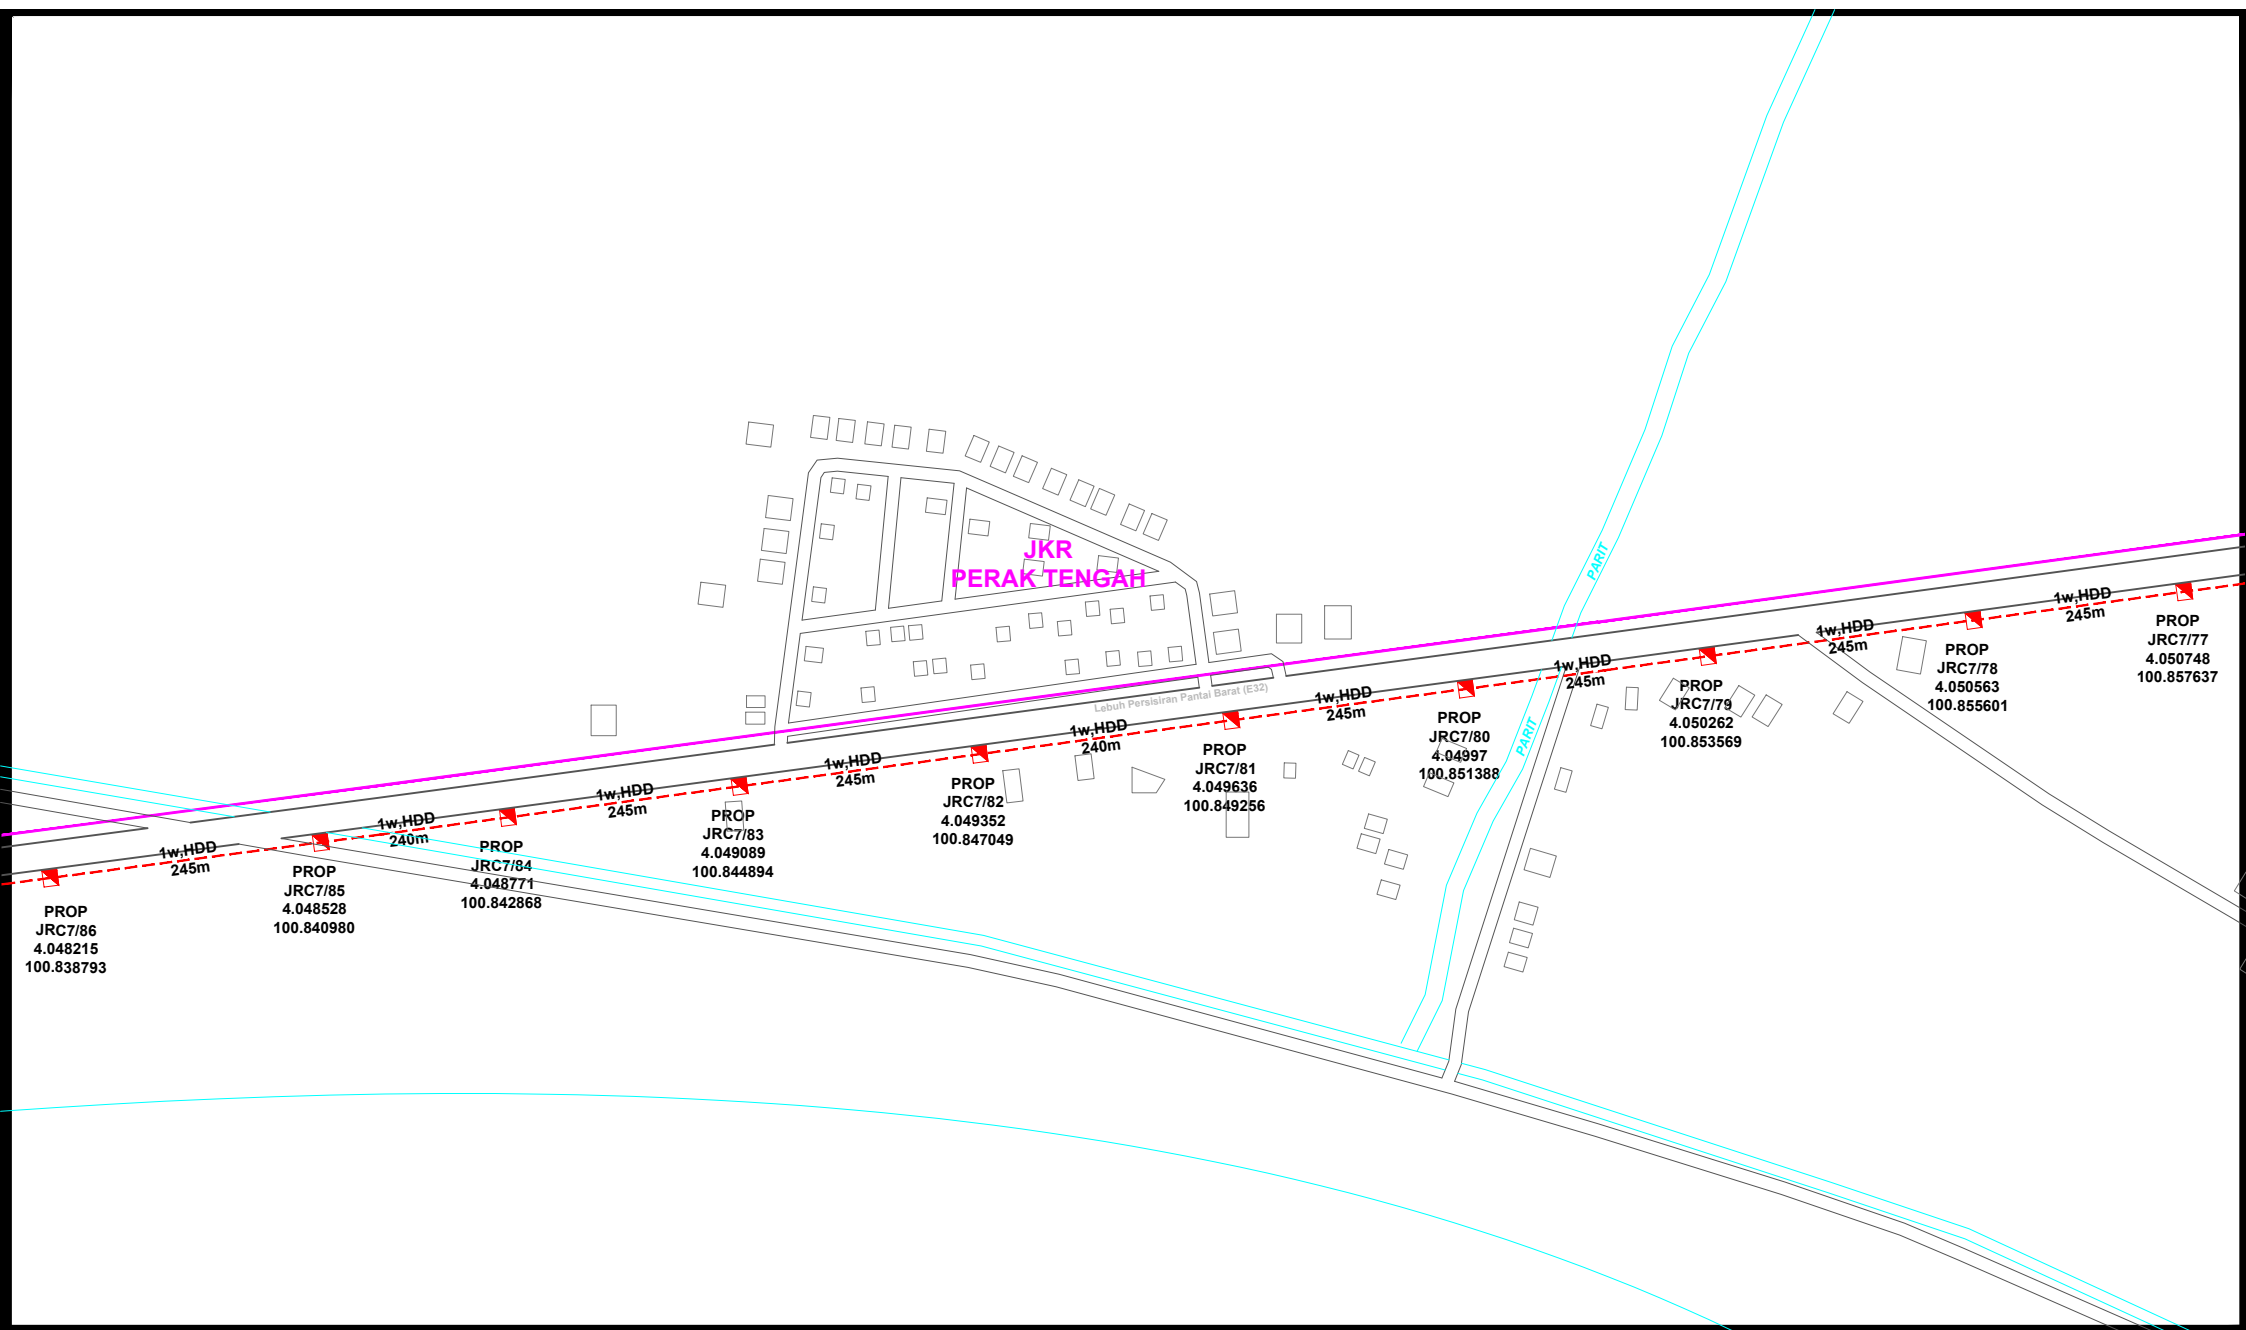 JKR
PERAK TENGAH
PARIT
PARIT
Lebuh Persisiran Pantai Barat (E32)
1w,HDD
245m
1w,HDD
240m
1w,HDD
245m
1w,HDD
245m
1w,HDD
240m
1w,HDD
245m
1w,HDD
245m
1w,HDD
245m
1w,HDD
245m
PROP
JRC7/86
4.048215
100.838793
PROP
JRC7/85
4.048528
100.840980
PROP
JRC7/84
4.048771
100.842868
PROP
JRC7/83
4.049089
100.844894
PROP
JRC7/82
4.049352
100.847049
PROP
JRC7/81
4.049636
100.849256
PROP
JRC7/80
4.04997
100.851388
PROP
JRC7/79
4.050262
100.853569
PROP
JRC7/78
4.050563
100.855601
PROP
JRC7/77
4.050748
100.857637